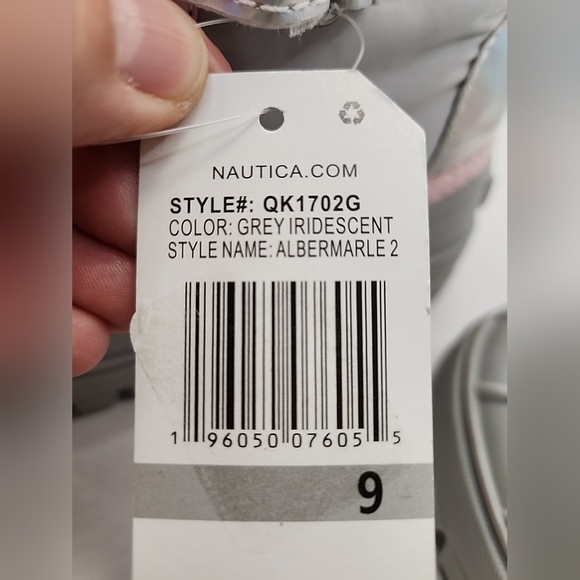 NAUTICA.COM
STYLE#: QK1702G
COLOR: GREY IRIDESCENT
STYLE NAME: ALBERMARLE 2
1 96050 07605 5
9